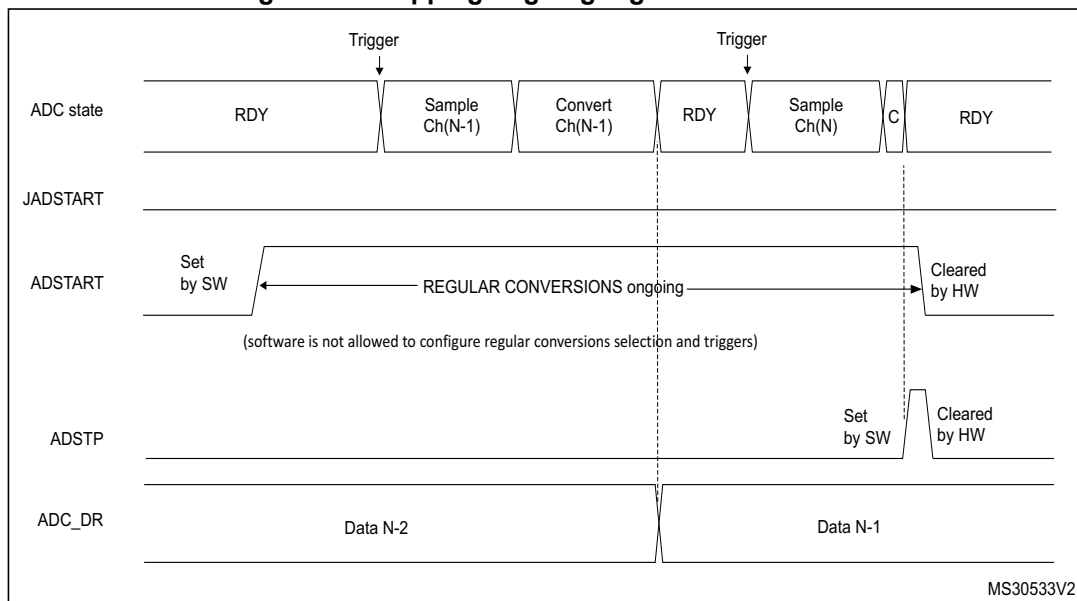 Trigger
Trigger
ADC state
RDY
Sample
Ch(N-1)
Convert
Ch(N-1)
RDY
Sample
Ch(N)
C
RDY
JADSTART
ADSTART
Set
by SW
REGULAR CONVERSIONS ongoing
Cleared
by HW
(software is not allowed to configure regular conversions selection and triggers)
ADSTP
Set
by SW
Cleared
by HW
ADC_DR
Data N-2
Data N-1
MS30533V2